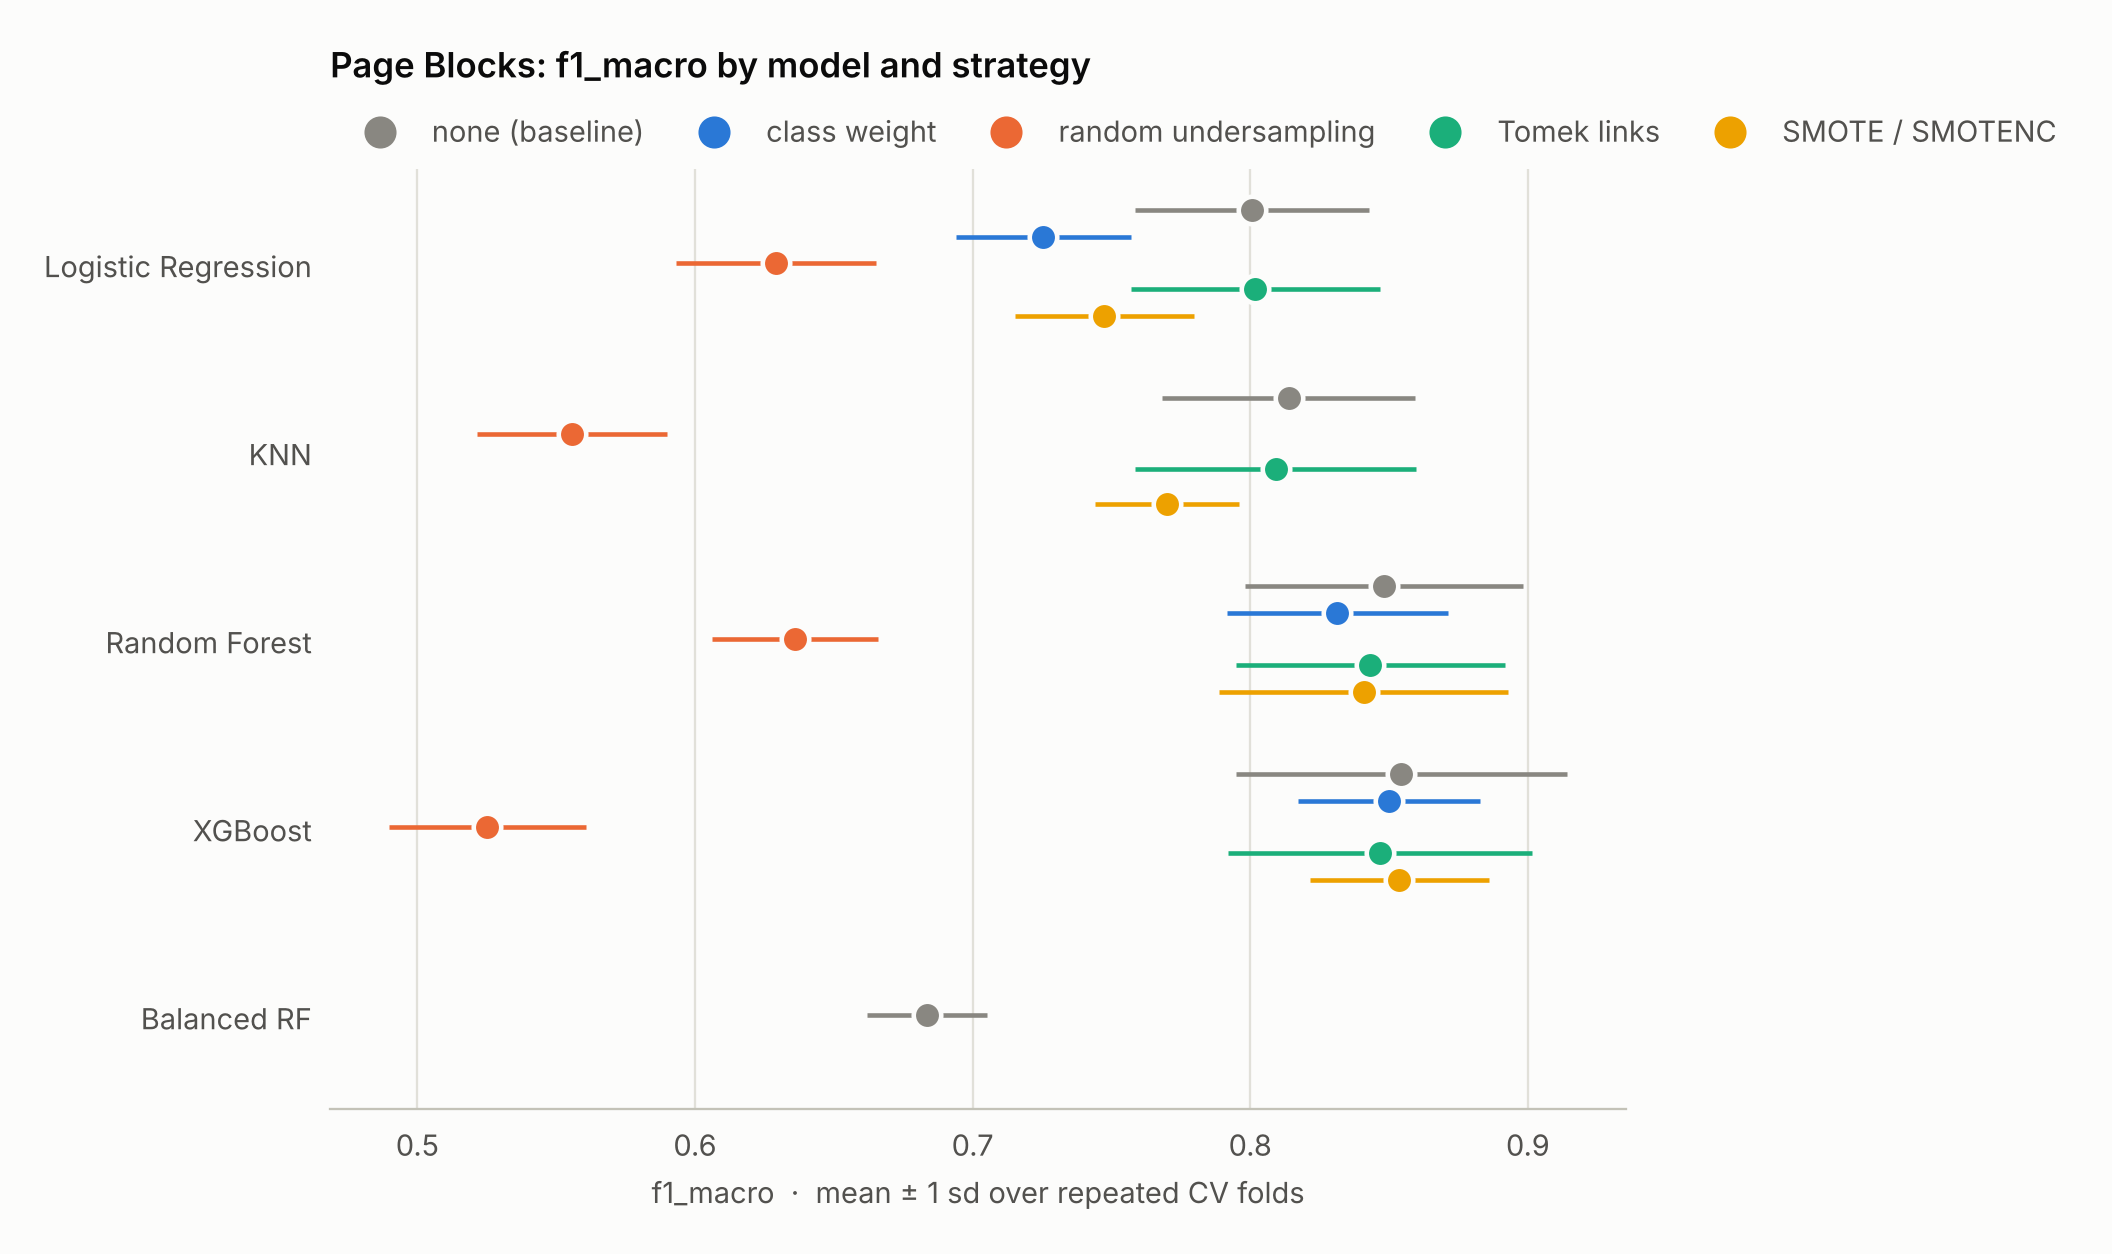 Page Blocks: f1_macro by model and strategy
none (baseline) class weight random undersampling Tomek links SMOTE / SMOTENC
Logistic Regression
KNN
Random Forest
XGBoost
Balanced RF
0.5 0.6 0.7 0.8 0.9
f1_macro · mean ± 1 sd over repeated CV folds